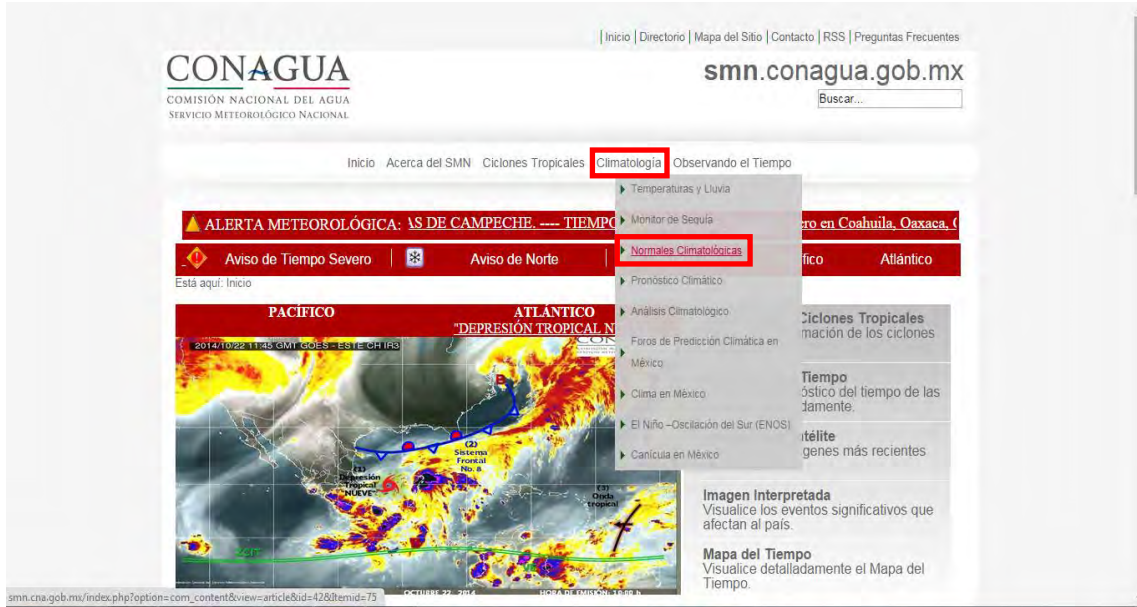 Inicio | Directorio | Mapa del Sitio | Contacto | RSS | Preguntas Frecuentes
CONAGUA
COMISIÓN NACIONAL DEL AGUA
SERVICIO METEOROLÓGICO NACIONAL
smn.conagua.gob.mx
Buscar...
Inicio Acerca del SMN Ciclones Tropicales Climatología Observando el Tiempo
Temperaturas y Lluvia
Monitor de Sequía
Normales Climatológicas
Pronóstico Climático
Análisis Climatológico
Foros de Predicción Climática en
México
Clima en México
El Niño –Oscilación del Sur (ENOS)
Canícula en México
ALERTA METEOROLÓGICA: AS DE CAMPECHE. ---- TIEMPO ro en Coahuila, Oaxaca,
Aviso de Tiempo Severo Aviso de Norte fico Atlántico
Está aquí: Inicio
PACÍFICO ATLÁNTICO
"DEPRESIÓN TROPICAL N
2014/10/22 11:45 GMT GOES - ESTE CH IR3
B
(2)
Sistema
Frontal
No. 8
(1)
Depresión
Tropical
"NUEVE"
(3)
Onda
tropical
ZCIT
OCTUBRE 22, 2014 HORA DE EMISIÓN: 10:00 h
Ciclones Tropicales
mación de los ciclones
Tiempo
óstico del tiempo de las
damente.
atélite
genes más recientes
Imagen Interpretada
Visualice los eventos significativos que
afectan al país.
Mapa del Tiempo
Visualice detalladamente el Mapa del
Tiempo.
smn.cna.gob.mx/index.php?option=com_content&view=article&id=42&Itemid=75